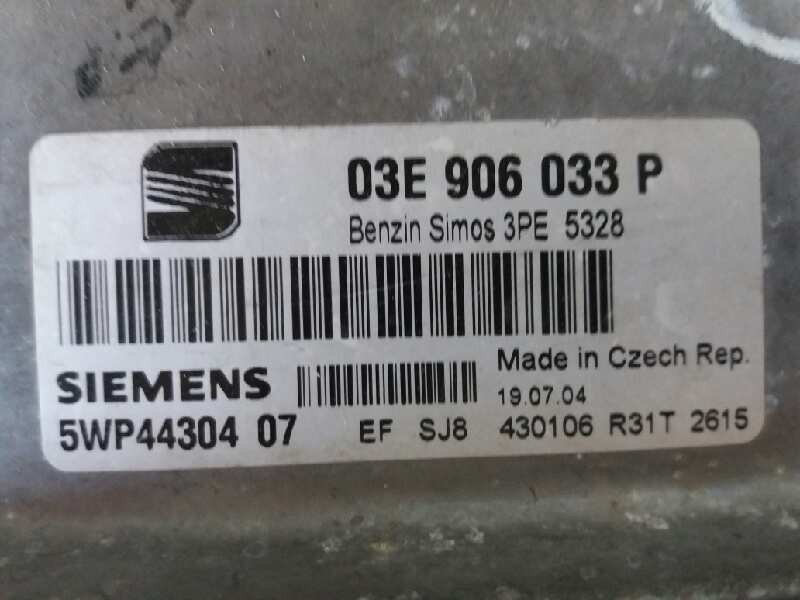 03E 906 033 P
Benzin Simos 3PE 5328
SIEMENS
Made in Czech Rep.
19.07.04
5WP44304 07 EF SJ8 430106 R31T 2615